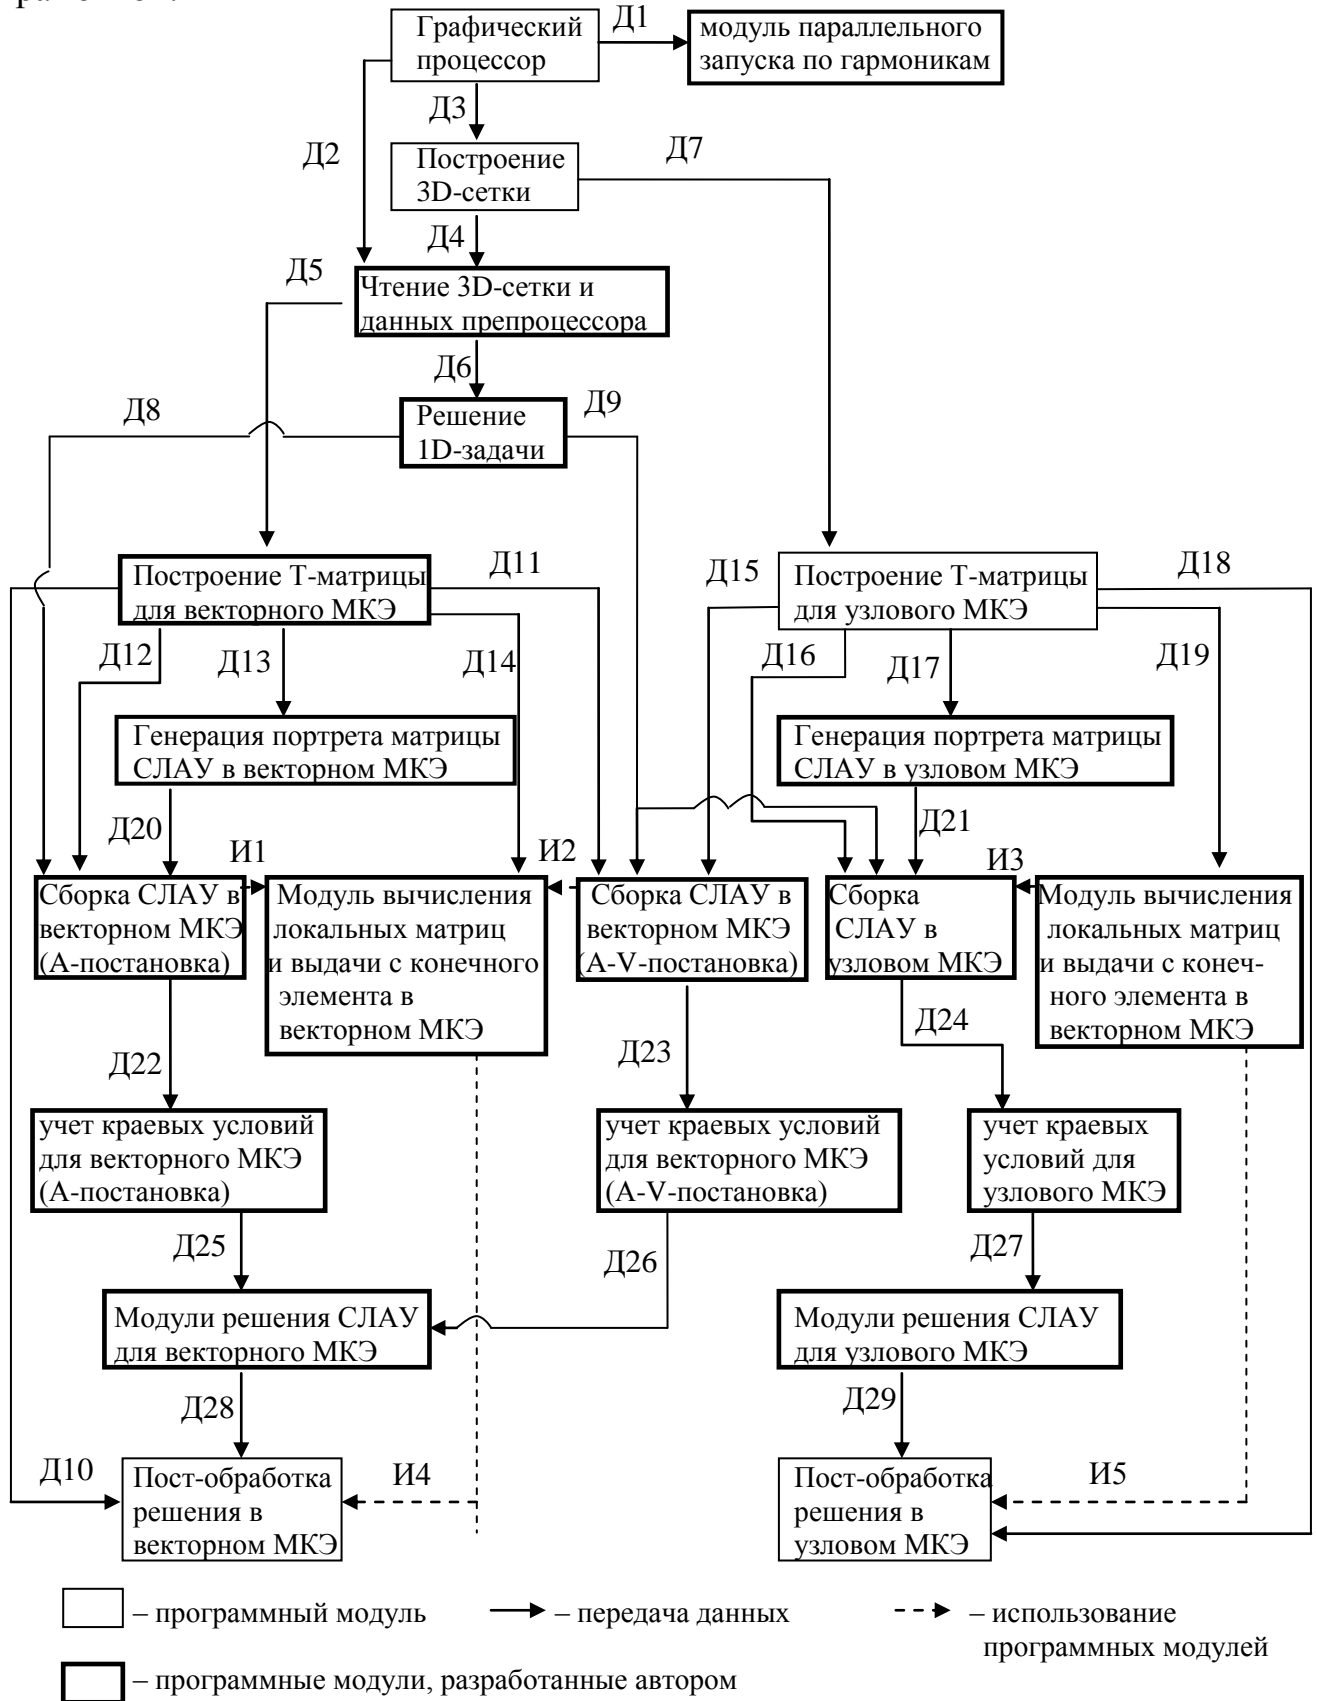 Графический
процессор
Д1
модуль параллельного
запуска по гармоникам
Д2
Д3
Построение
3D-сетки
Д7
Д4
Д5
Чтение 3D-сетки и
данных препроцессора
Д6
Д8
Решение
1D-задачи
Д9
Построение Т-матрицы
для векторного МКЭ
Д11
Д15
Построение Т-матрицы
для узлового МКЭ
Д18
Д12
Д13
Д14
Д16
Д17
Д19
Генерация портрета матрицы
СЛАУ в векторном МКЭ
Генерация портрета матрицы
СЛАУ в узловом МКЭ
Д20
И1
И2
Д21
И3
Сборка СЛАУ в
векторном МКЭ
(А-постановка)
Модуль вычисления
локальных матриц
и выдачи с конечного
элемента в
векторном МКЭ
Сборка СЛАУ в
векторном МКЭ
(А-V-постановка)
Сборка
СЛАУ в
узловом МКЭ
Модуль вычисления
локальных матриц
и выдачи с конеч-
ного элемента в
векторном МКЭ
Д22
Д23
Д24
учет краевых условий
для векторного МКЭ
(А-постановка)
учет краевых условий
для векторного МКЭ
(А-V-постановка)
учет краевых
условий для
узлового МКЭ
Д25
Д26
Д27
Модули решения СЛАУ
для векторного МКЭ
Модули решения СЛАУ
для узлового МКЭ
Д28
Д29
Д10
Пост-обработка
решения в
векторном МКЭ
И4
Пост-обработка
решения в
узловом МКЭ
И5
– программный модуль
– передача данных
– использование
программных модулей
– программные модули, разработанные автором